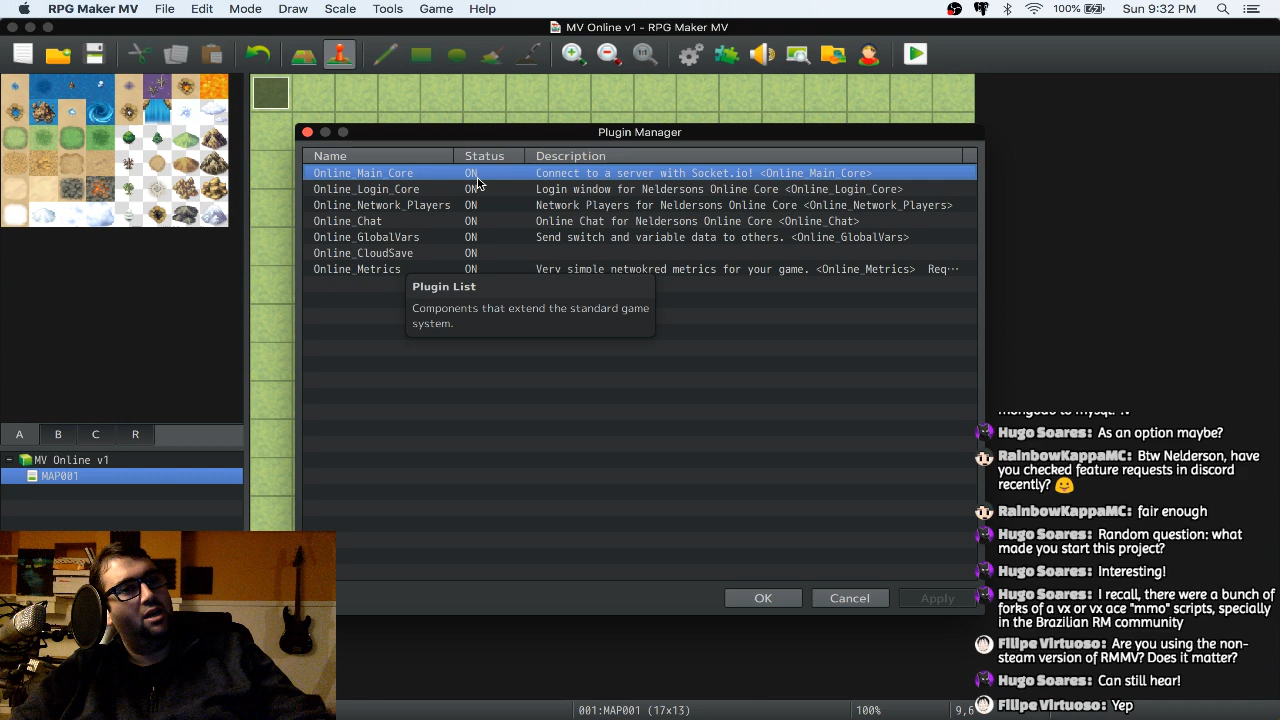 RPG Maker MV File Edit Mode Draw Scale Tools Game Help 100% Sun 9:32 PM
MV Online v1 - RPG Maker MV
1:1
Plugin Manager
Name Status Description
Online_Main_Core ON Connect to a server with Socket.io! <Online_Main_Core>
Online_Login_Core ON Login window for Neldersons Online Core <Online_Login_Core>
Online_Network_Players ON Network Players for Neldersons Online Core <Online_Network_Players>
Online_Chat ON Online Chat for Neldersons Online Core <Online_Chat>
Online_GlobalVars ON Send switch and variable data to others. <Online_GlobalVars>
Online_CloudSave ON
Online_Metrics ON Very simple netwokred metrics for your game. <Online_Metrics> Req…
Plugin List
Components that extend the standard game
system.
A B C R
MV Online v1
MAP001
OK Cancel Apply
Hugo Soares: As an option maybe?
RainbowKappaMC: Btw Nelderson, have
you checked feature requests in discord
recently?
RainbowKappaMC: fair enough
Hugo Soares: Random question: what
made you start this project?
Hugo Soares: Interesting!
Hugo Soares: I recall, there were a bunch of
forks of a vx or vx ace "mmo" scripts, specially
in the Brazilian RM community
Filipe Virtuoso: Are you using the non-
steam version of RMMV? Does it matter?
Hugo Soares: Can still hear!
Filipe Virtuoso: Yep
001:MAP001 (17x13) 100% 9,6